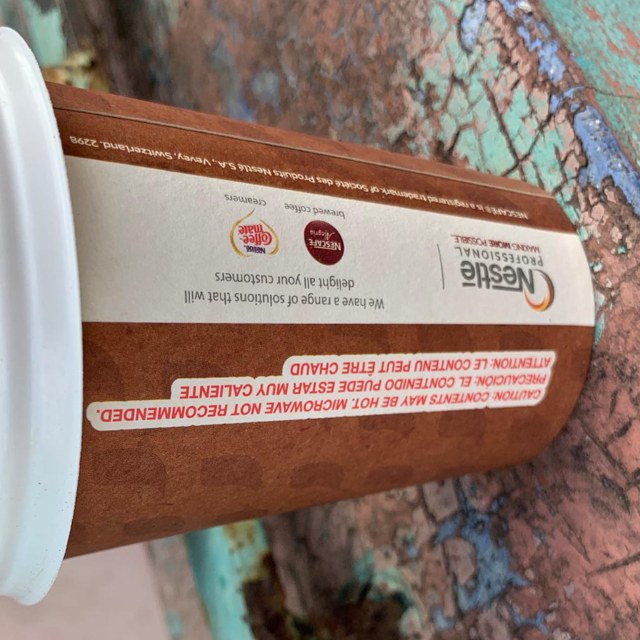 CAUTION: CONTENTS MAY BE HOT. MICROWAVE NOT RECOMMENDED.
PRECAUCIÓN: EL CONTENIDO PUEDE ESTAR MUY CALIENTE
ATTENTION: LE CONTENU PEUT ÊTRE CHAUD
Nestlē
PROFESSIONAL
MAKING MORE POSSIBLE
We have a range of solutions that will
delight all your customers
NESCAFÉ
Alegria
brewed coffee
Nestlé
Coffee-
mate
creamers
NESCAFÉ® is a registered trademark of Société des Produits Nestlé S.A. Vevey, Switzerland. 2298